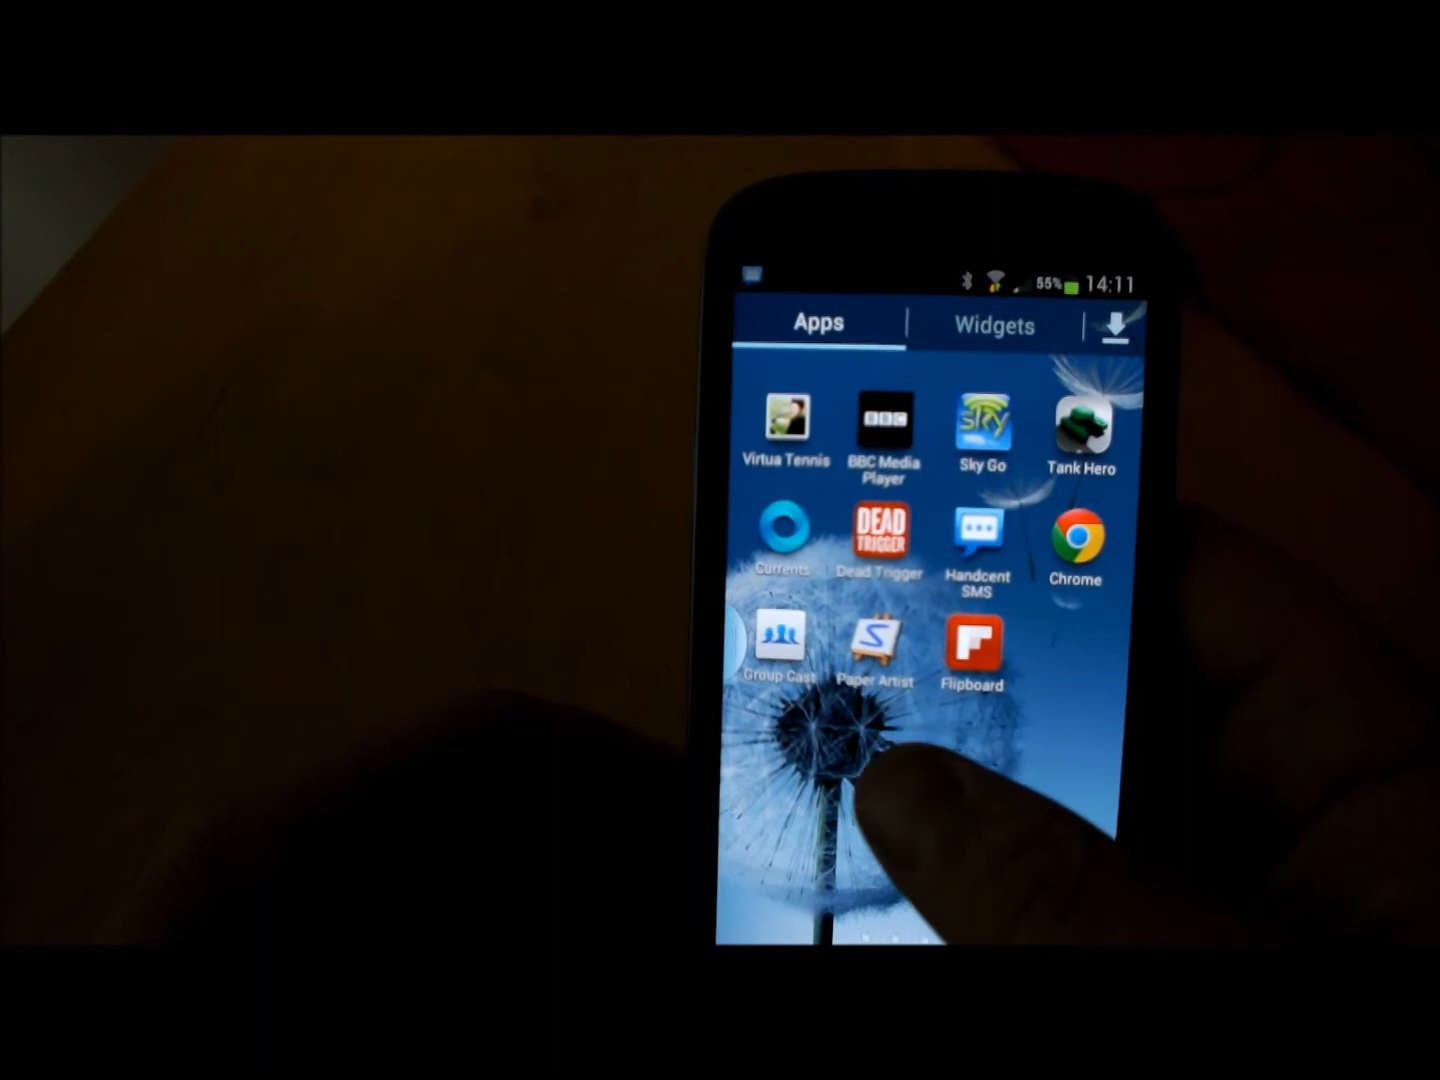 55% 14:11
Apps Widgets
BBC sky
Virtua Tennis BBC Media Player Sky Go Tank Hero
DEAD TRIGGER
Currents Dead Trigger Handcent SMS Chrome
Group Cast Paper Artist Flipboard